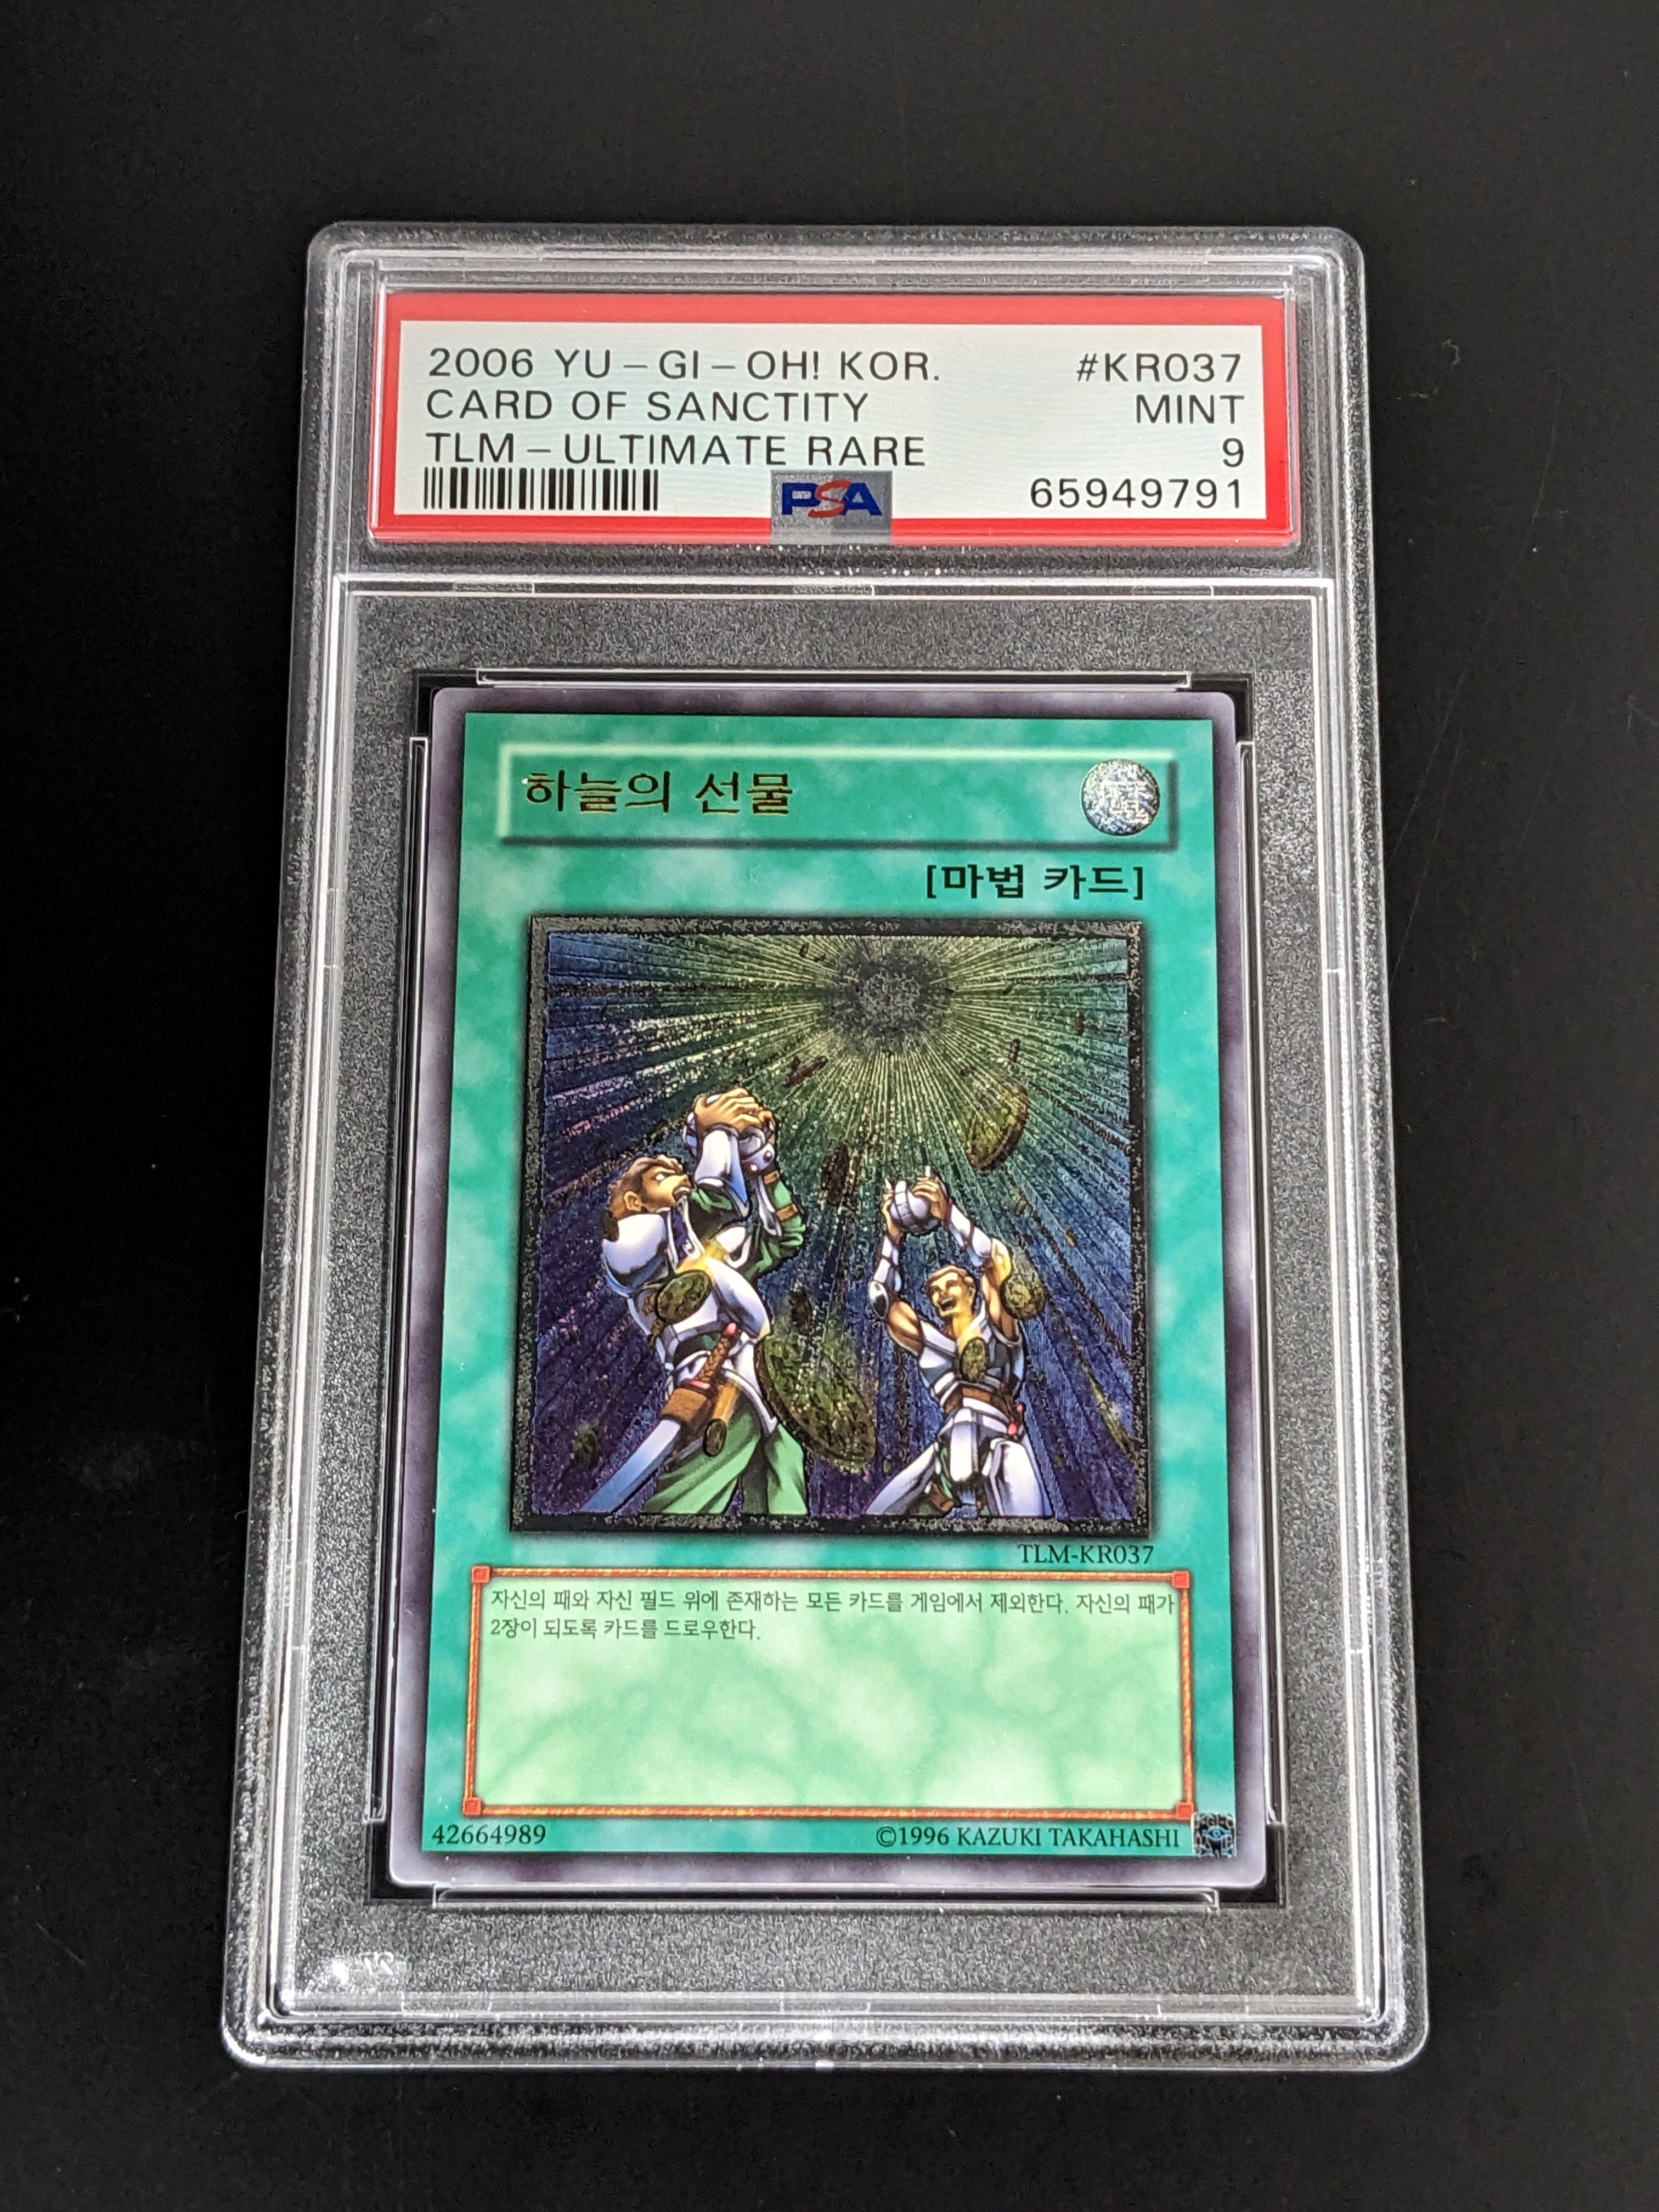 2006 YU-GI-OH! KOR. #KR037
CARD OF SANCTITY MINT
TLM-ULTIMATE RARE 9
PSA 65949791
하늘의 선물
[마법 카드]
TLM-KR037
자신의 패와 자신 필드 위에 존재하는 모든 카드를 게임에서 제외한다. 자신의 패가
2장이 되도록 카드를 드로우한다.
42664989 ©1996 KAZUKI TAKAHASHI